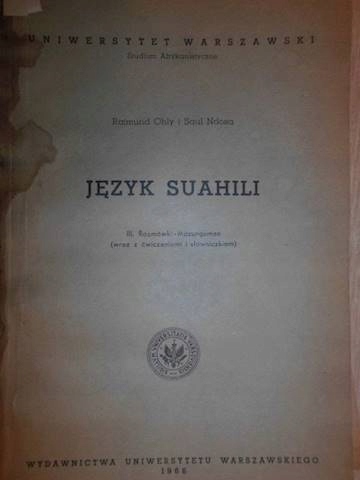 UNIWERSYTET WARSZAWSKI
Studium Afrykanistyczne
Rajmund Ohly i Saul Ndosa
JĘZYK SUAHILI
III. Rozmówki-Mazungumzo
(wraz z ćwiczeniami i słowniczkiem)
WYDAWNICTWA UNIWERSYTETU WARSZAWSKIEGO
1966